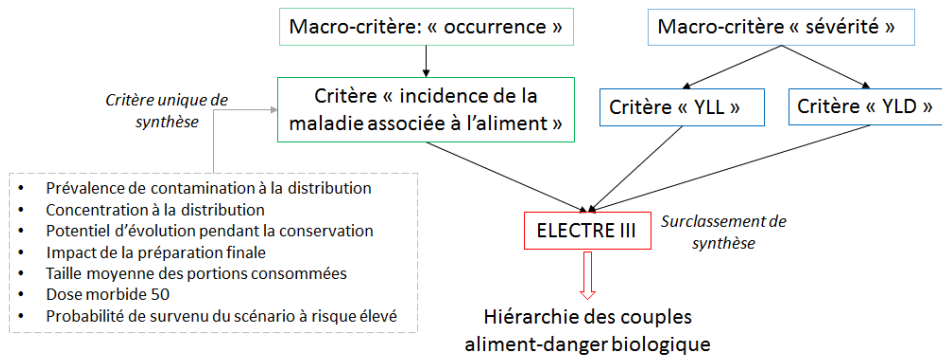 Macro-critère: « occurrence »
Macro-critère « sévérité »
Critère unique de
synthèse
Critère « incidence de la
maladie associée à l'aliment »
Critère « YLL »
Critère « YLD »
• Prévalence de contamination à la distribution
• Concentration à la distribution
• Potentiel d'évolution pendant la conservation
• Impact de la préparation finale
• Taille moyenne des portions consommées
• Dose morbide 50
• Probabilité de survenu du scénario à risque élevé
ELECTRE III
Surclassement de
synthèse
Hiérarchie des couples
aliment-danger biologique